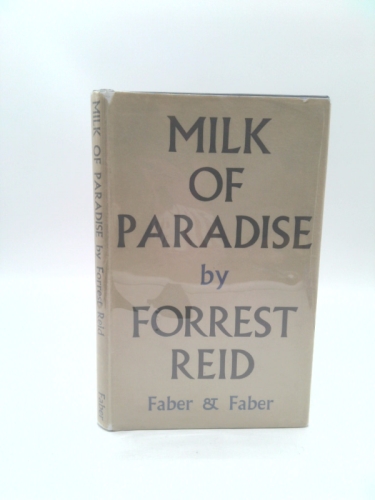 MILK
OF
PARADISE
by
FORREST
REID
Faber & Faber
MILK OF PARADISE by Forrest Reid
Faber